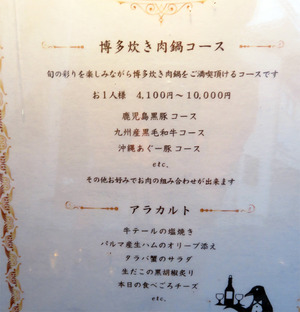 博多炊き肉鍋コース
旬の彩りを楽しみながら博多炊き肉鍋をご満喫頂けるコースです
お1人様 4,100円〜10,000円
鹿児島黒豚コース
九州産黒毛和牛コース
沖縄あぐー豚コース
etc.
その他お好みでお肉の組み合わせが出来ます
アラカルト
牛テールの塩焼き
パルマ産生ハムのオリーブ添え
タラバ蟹のサラダ
生だこの黒胡椒炙り
本日の食べごろチーズ
etc.